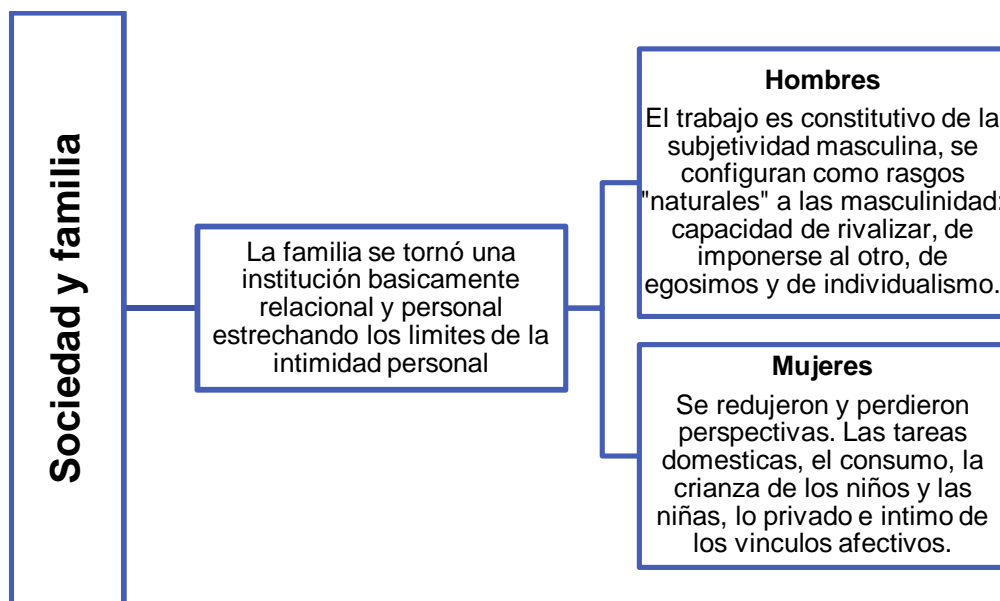 Sociedad y familia
La familia se tornó una
institución basicamente
relacional y personal
estrechando los limites de la
intimidad personal
Hombres
El trabajo es constitutivo de la
subjetividad masculina, se
configuran como rasgos
"naturales" a las masculinidad:
capacidad de rivalizar, de
imponerse al otro, de
egosimos y de individualismo.
Mujeres
Se redujeron y perdieron
perspectivas. Las tareas
domesticas, el consumo, la
crianza de los niños y las
niñas, lo privado e intimo de
los vinculos afectivos.